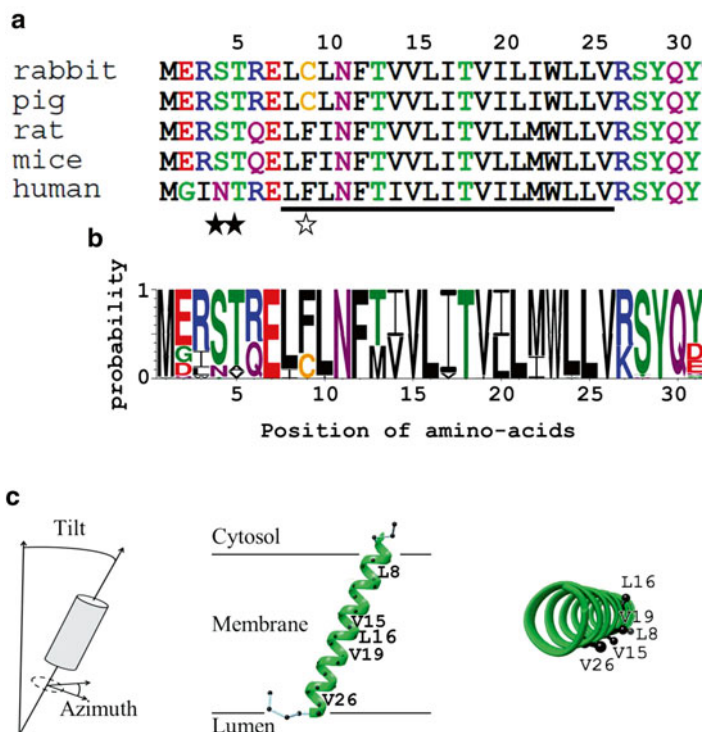 a
5 10 15 20 25 30
rabbit MERSTRELCLNFTVVLITVILIWLLVRSYQY
pig MERSTRELCLNFTVVLITVILIWLLVRSYQY
rat MERSTQELFINFTVVLITVLLMWLLVRSYQY
mice MERSTQELFINFTVVLITVILMWLLVRSYQY
human MGINTRELFLNFTIVLITVILMWLLVRSYQY
b
probability
1
0
MERSTRELFLNFTIVLITVILMWLLVRSYQY
5 10 15 20 25 30
Position of amino-acids
c
Tilt
Azimuth
Cytosol
Membrane
Lumen
L8
V15
L16
V19
V26
L16
V19
L8
V15
V26